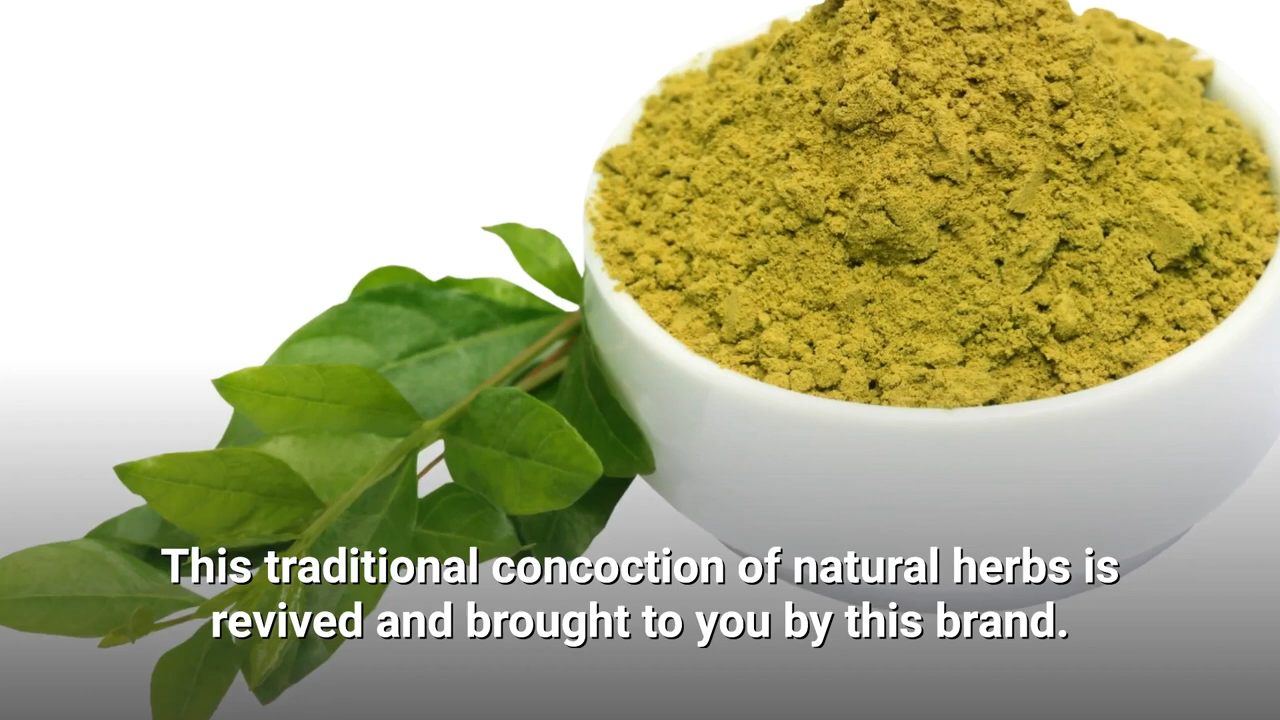 This traditional concoction of natural herbs is
revived and brought to you by this brand.